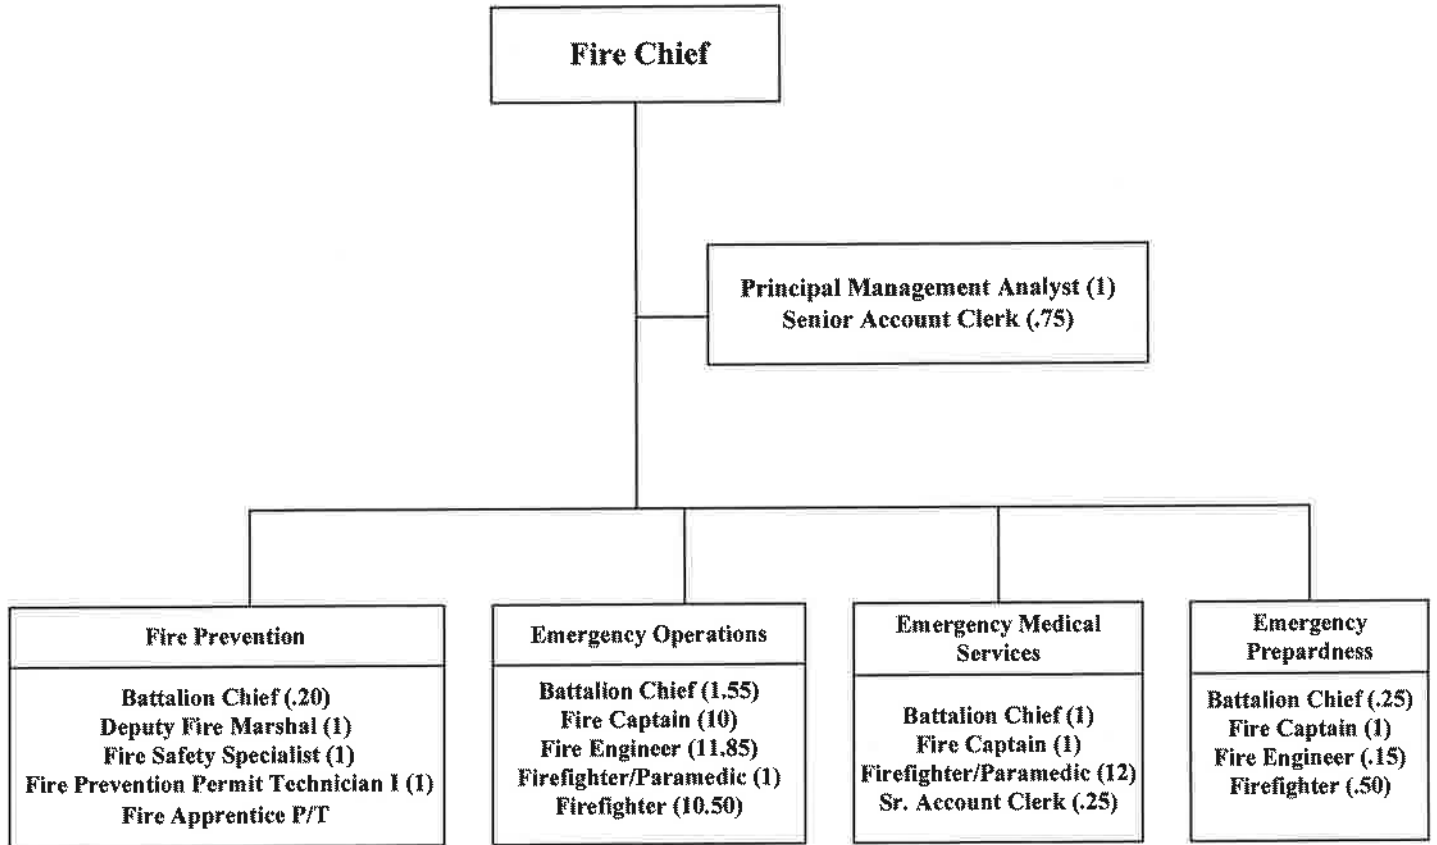 Fire Chief
Principal Management Analyst (1)
Senior Account Clerk (.75)
Fire Prevention
Battalion Chief (.20)
Deputy Fire Marshal (1)
Fire Safety Specialist (1)
Fire Prevention Permit Technician I (1)
Fire Apprentice P/T
Emergency Operations
Battalion Chief (1.55)
Fire Captain (10)
Fire Engineer (11.85)
Firefighter/Paramedic (1)
Firefighter (10.50)
Emergency Medical
Services
Battalion Chief (1)
Fire Captain (1)
Firefighter/Paramedic (12)
Sr. Account Clerk (.25)
Emergency
Prepardness
Battalion Chief (.25)
Fire Captain (1)
Fire Engineer (.15)
Firefighter (.50)